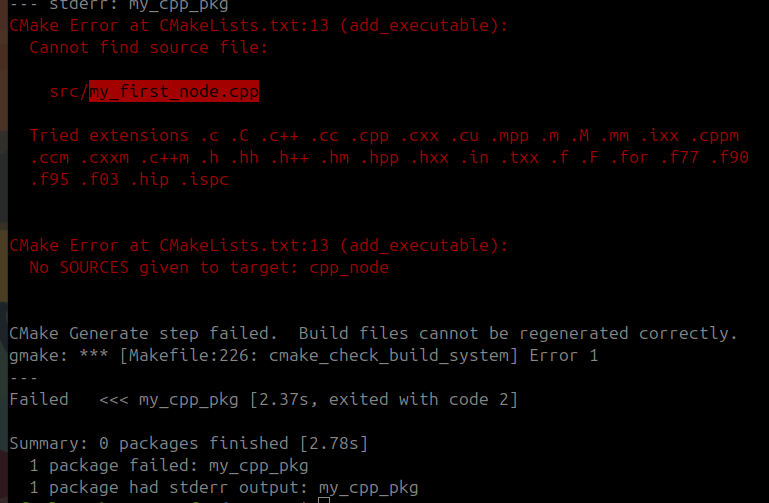 --- stderr: my_cpp_pkg
CMake Error at CMakeLists.txt:13 (add_executable):
  Cannot find source file:

    src/my_first_node.cpp

  Tried extensions .c .C .c++ .cc .cpp .cxx .cu .mpp .m .M .mm .ixx .cppm
  .ccm .cxxm .c++m .h .hh .h++ .hm .hpp .hxx .in .txx .f .F .for .f77 .f90
  .f95 .f03 .hip .ispc


CMake Error at CMakeLists.txt:13 (add_executable):
  No SOURCES given to target: cpp_node


CMake Generate step failed.  Build files cannot be regenerated correctly.
gmake: *** [Makefile:226: cmake_check_build_system] Error 1
---
Failed   <<< my_cpp_pkg [2.37s, exited with code 2]

Summary: 0 packages finished [2.78s]
  1 package failed: my_cpp_pkg
  1 package had stderr output: my_cpp_pkg